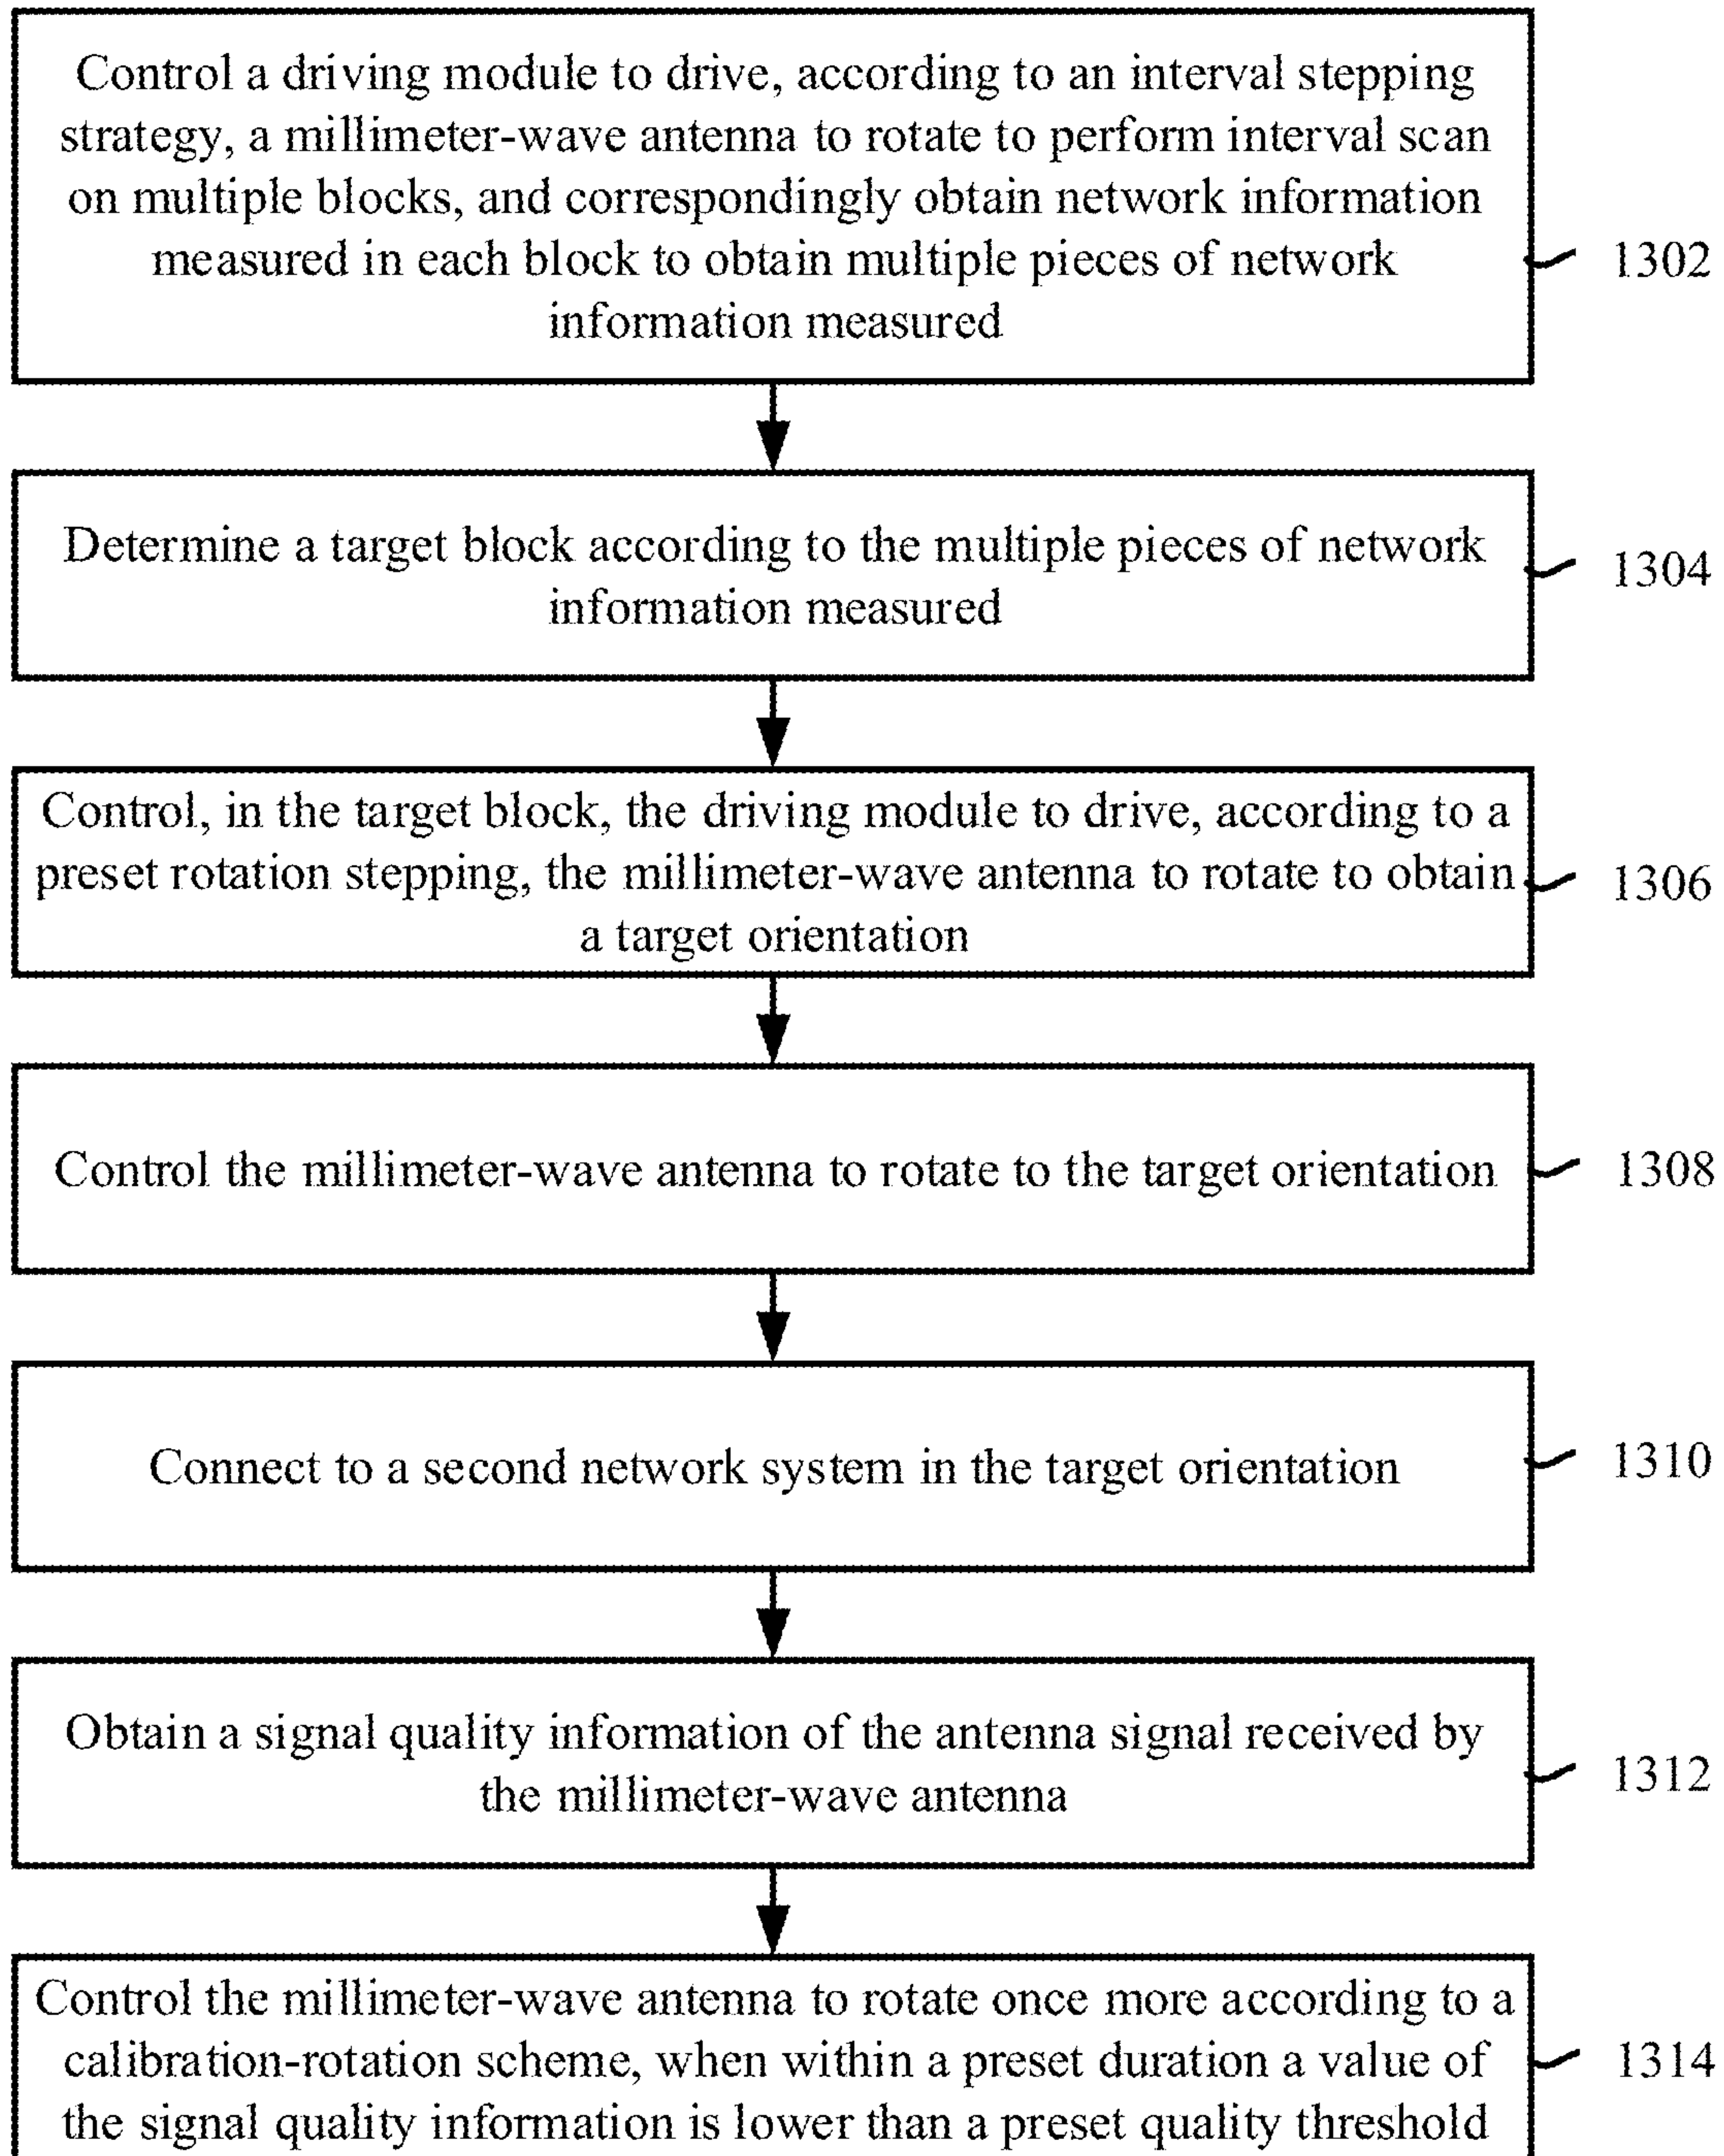 Control a driving module to drive, according to an interval stepping
strategy, a millimeter-wave antenna to rotate to perform interval scan
on multiple blocks, and correspondingly obtain network information
measured in each block to obtain multiple pieces of network
information measured
1302
Determine a target block according to the multiple pieces of network
information measured
1304
Control, in the target block, the driving module to drive, according to a
preset rotation stepping, the millimeter-wave antenna to rotate to obtain
a target orientation
1306
Control the millimeter-wave antenna to rotate to the target orientation
1308
Connect to a second network system in the target orientation
1310
Obtain a signal quality information of the antenna signal received by
the millimeter-wave antenna
1312
Control the millimeter-wave antenna to rotate once more according to a
calibration-rotation scheme, when within a preset duration a value of
the signal quality information is lower than a preset quality threshold
1314